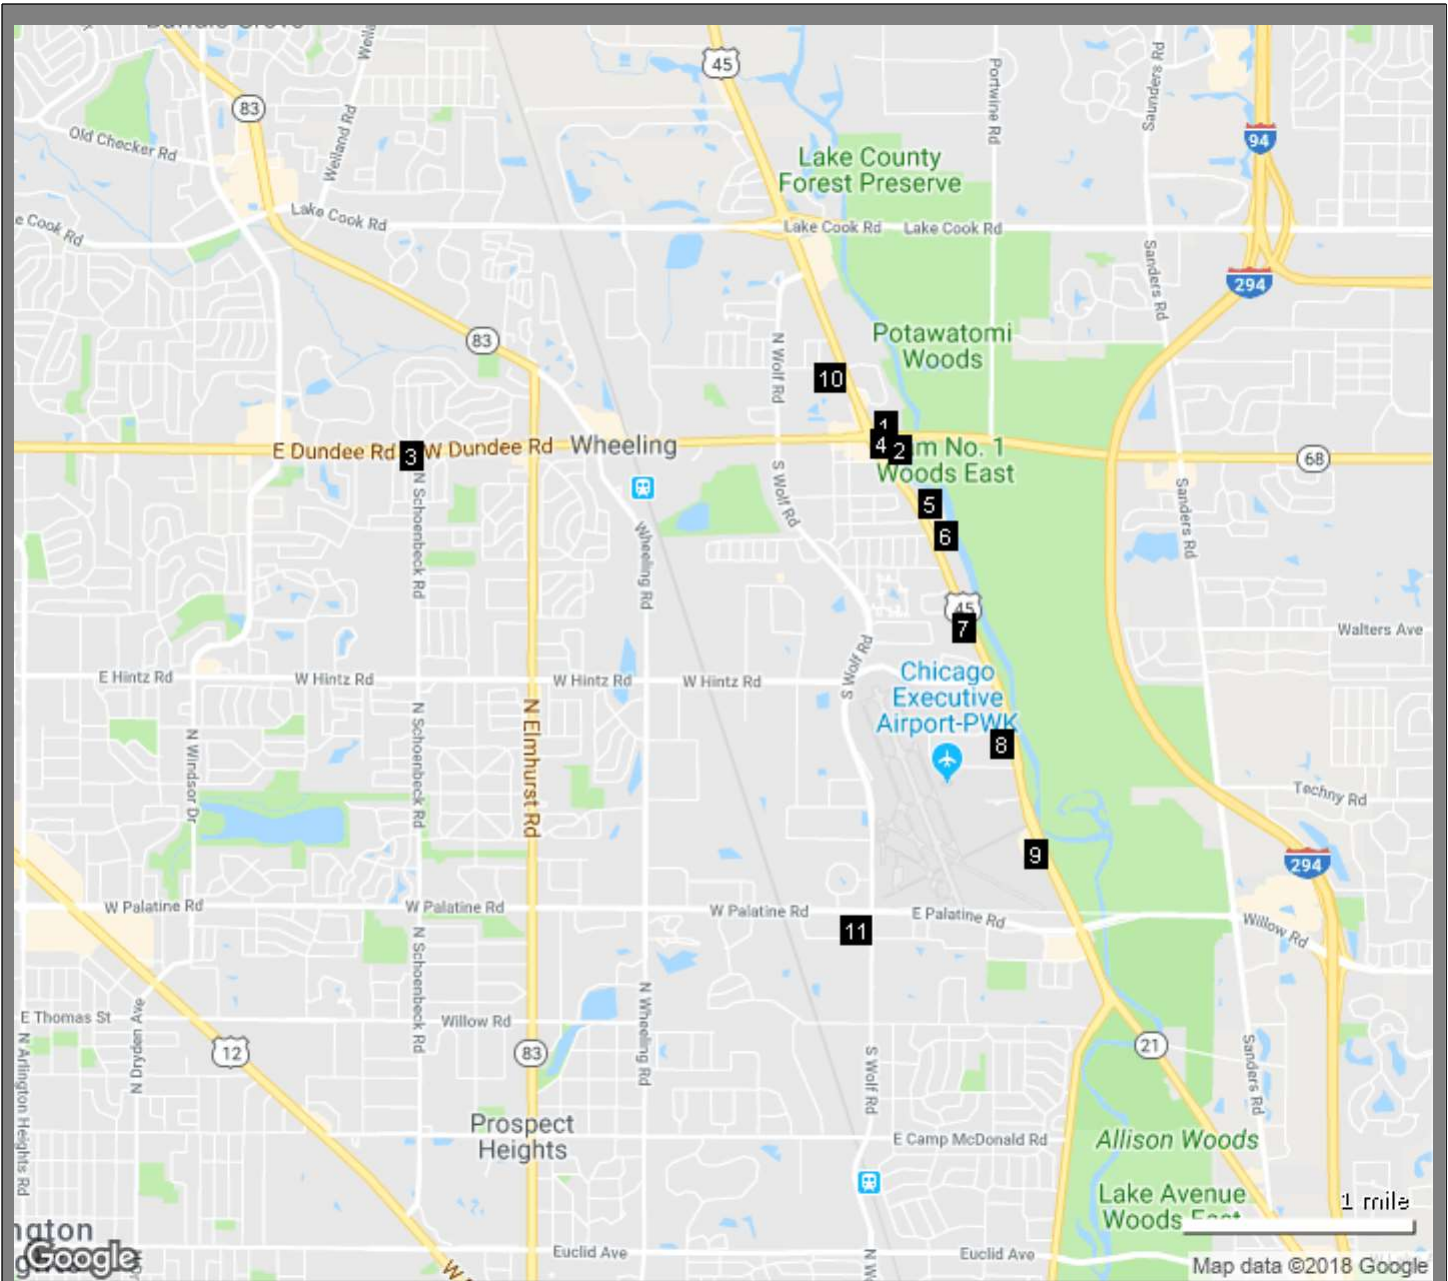 45
Portwine Rd
Sanders Rd
83
94
Old Checker Rd
Weiland Rd
Lake County
Forest Preserve
Lake Cook Rd
Lake Cook Rd
Lake Cook Rd
e Cook Rd
Sanders Rd
294
83
N Wolf Rd
Potawatomi
Woods
10
1
E Dundee Rd
3
W Dundee Rd
Wheeling
4
2
am No. 1
Woods East
68
N Schoenbeck Rd
S Wolf Rd
Sanders Rd
5
6
Wheeling Rd
45
7
Walters Ave
S Wolf Rd
E Hintz Rd
W Hintz Rd
W Hintz Rd
W Hintz Rd
Chicago
Executive
Airport-PWK
N Windsor Dr
N Schoenbeck Rd
N Elmhurst Rd
8
Techny Rd
9
294
W Palatine Rd
W Palatine Rd
W Palatine Rd
E Palatine Rd
11
Willow Rd
N Schoenbeck Rd
E Thomas St
Willow Rd
N Wheeling Rd
N Arlington Heights Rd
N Dryden Ave
12
83
S Wolf Rd
21
Sanders Rd
Prospect
Heights
E Camp McDonald Rd
Allison Woods
Lake Avenue
Woods East
1 mile
ngton
Euclid Ave
Euclid Ave
Google
Map data ©2018 Google